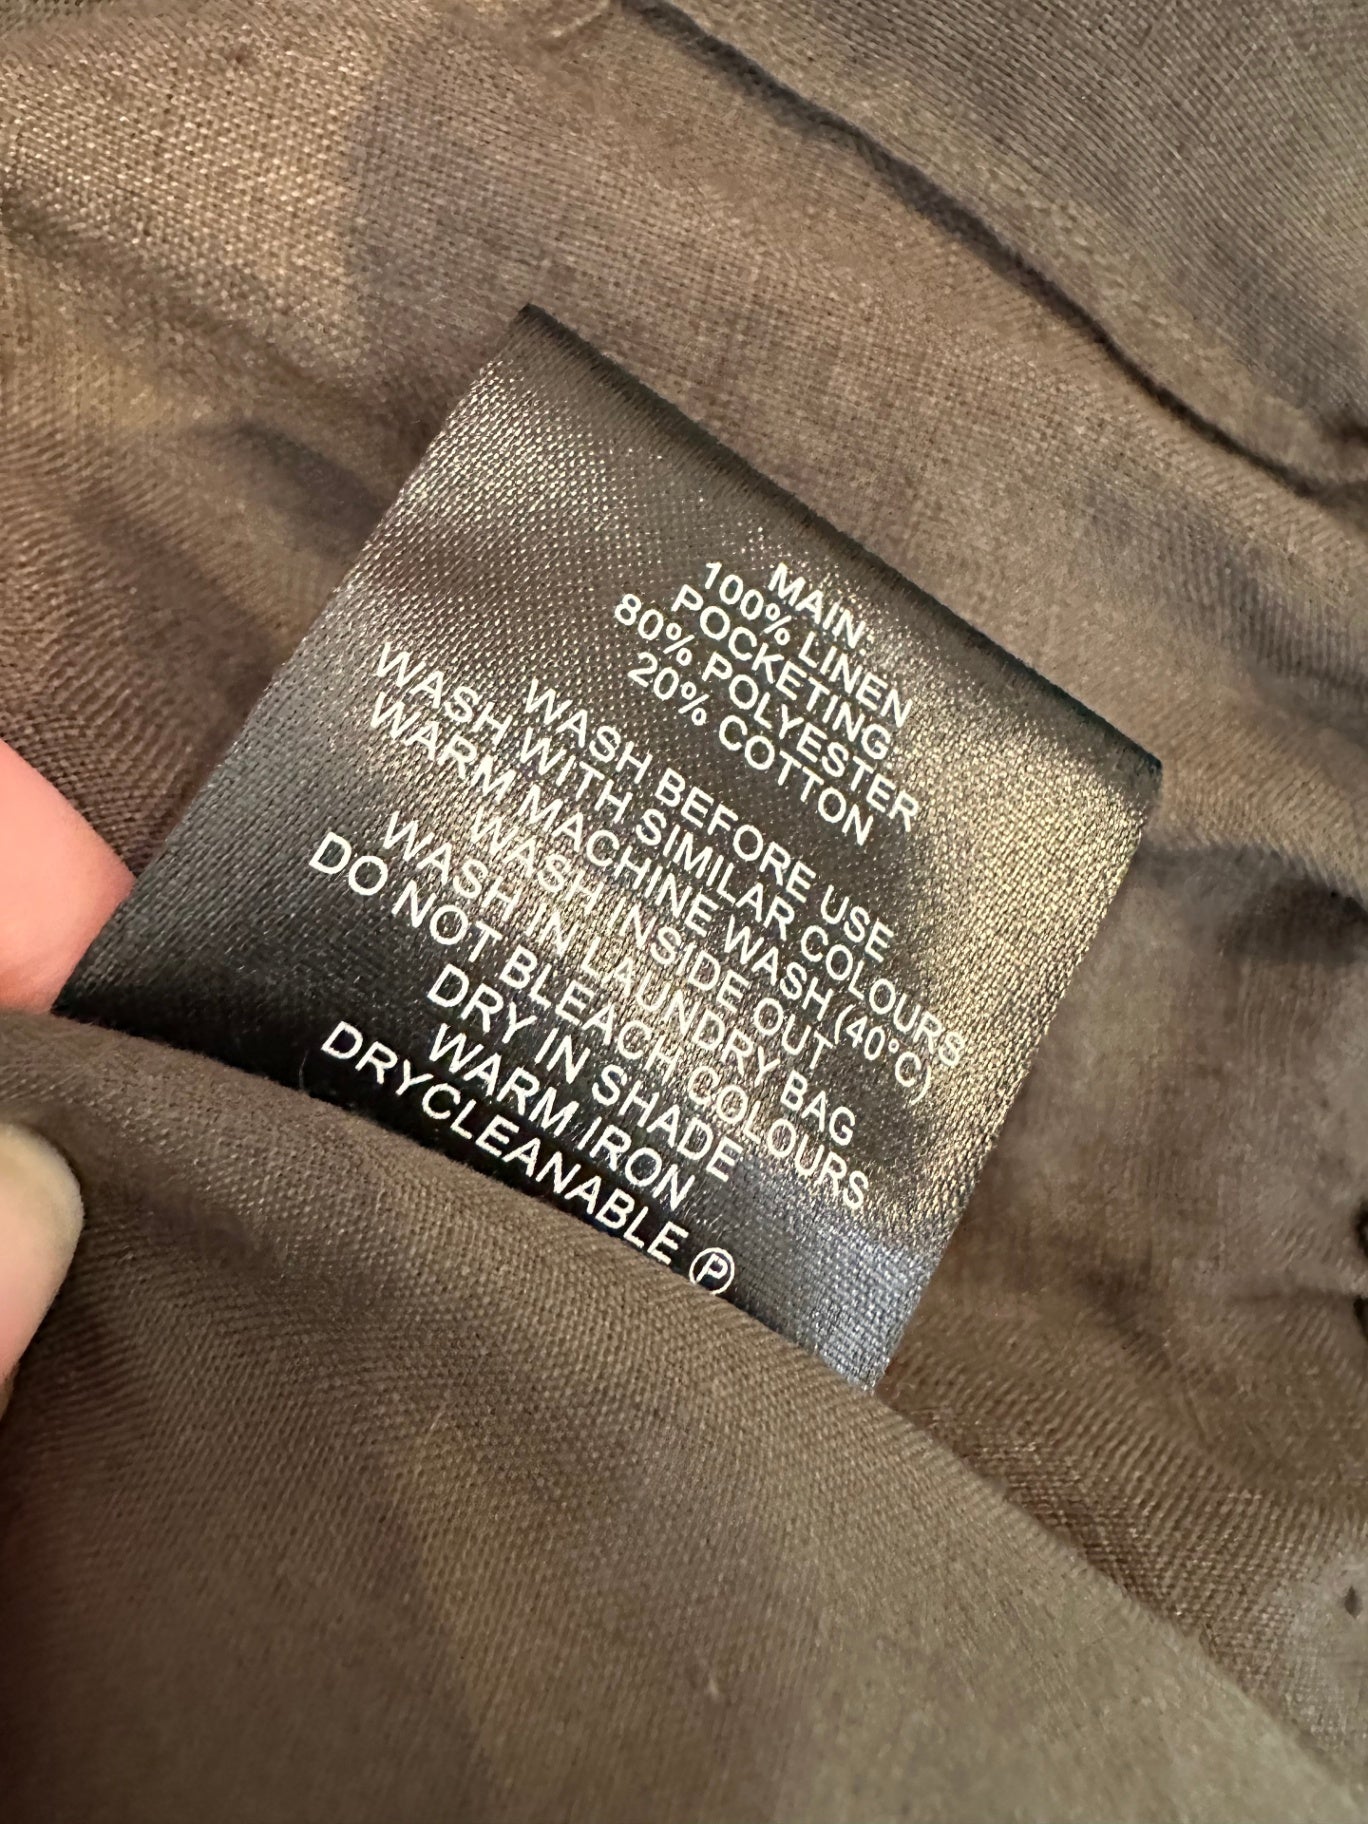 MAIN:
100% LINEN
POCKETING:
80% POLYESTER
20% COTTON
WASH BEFORE USE
WASH WITH SIMILAR COLOURS
WARM MACHINE WASH (40°C)
WASH INSIDE OUT
WASH IN LAUNDRY BAG
DO NOT BLEACH COLOURS
DRY IN SHADE
WARM IRON
DRYCLEANABLE Ⓟ